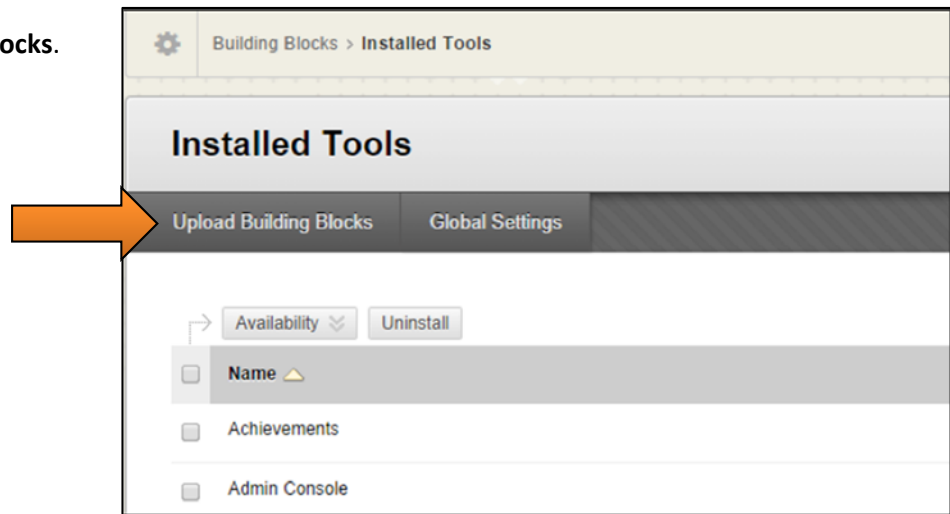 ocks.
Building Blocks > Installed Tools
Installed Tools
Upload Building Blocks Global Settings
Availability Uninstall
Name
Achievements
Admin Console